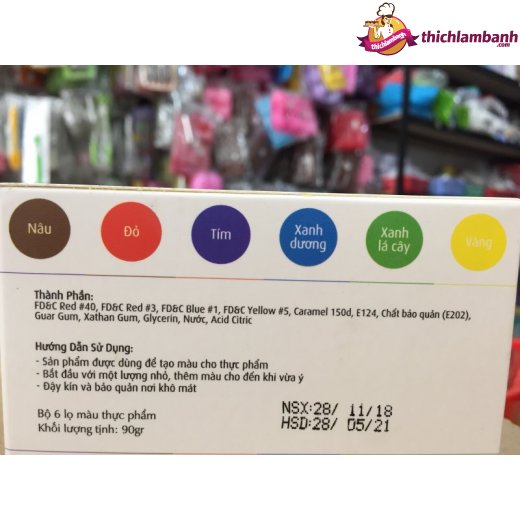 thichlambanh
.com
thichlambanh
Nâu
Đỏ
Tím
Xanh
dương
Xanh
lá cây
Vàng
Thành Phần:
FD&C Red #40, FD&C Red #3, FD&C Blue #1, FD&C Yellow #5, Caramel 150d, E124, Chất bảo quản (E202),
Guar Gum, Xathan Gum, Glycerin, Nước, Acid Citric
Hướng Dẫn Sử Dụng:
- Sản phẩm được dùng để tạo màu cho thực phẩm
- Bắt đầu với một lượng nhỏ, thêm màu cho đến khi vừa ý
- Đậy kín và bảo quản nơi khô mát
Bộ 6 lọ màu thực phẩm
Khối lượng tịnh: 90gr
NSX:28/ 11/18
HSD:28/ 05/21